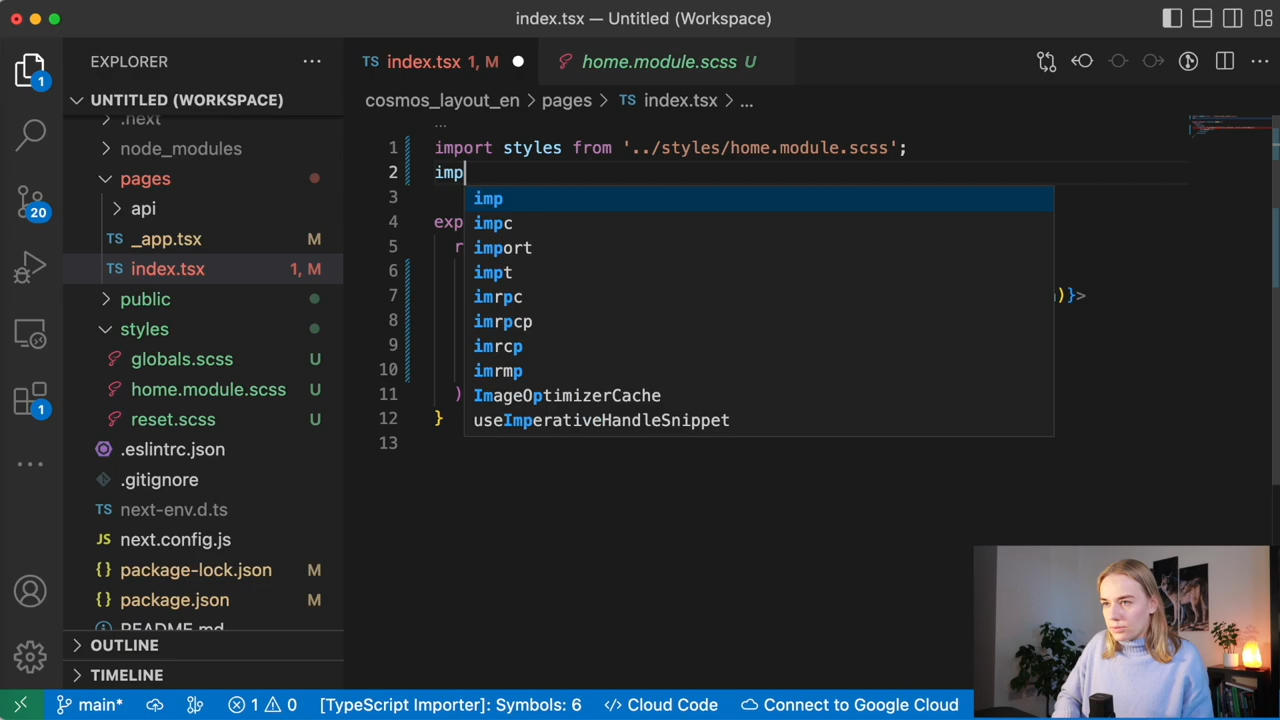 index.tsx — Untitled (Workspace)
EXPLORER
UNTITLED (WORKSPACE)
.next
node_modules
pages
api
TS _app.tsx M
TS index.tsx 1, M
public
styles
globals.scss U
home.module.scss U
reset.scss U
.eslintrc.json
.gitignore
TS next-env.d.ts
JS next.config.js
{} package-lock.json M
{} package.json M
README.md
OUTLINE
TIMELINE
1
20
1
TS index.tsx 1, M
home.module.scss U
cosmos_layout_en > pages > TS index.tsx > ...
1 import styles from '../styles/home.module.scss';
2 imp
3
4 exp
5 r
6
7 )}>
8
9
10
11 )
12 }
13
imp
impc
import
impt
imrpc
imrpcp
imrcp
imrmp
ImageOptimizerCache
useImperativeHandleSnippet
main* 1 0 [TypeScript Importer]: Symbols: 6 Cloud Code Connect to Google Cloud